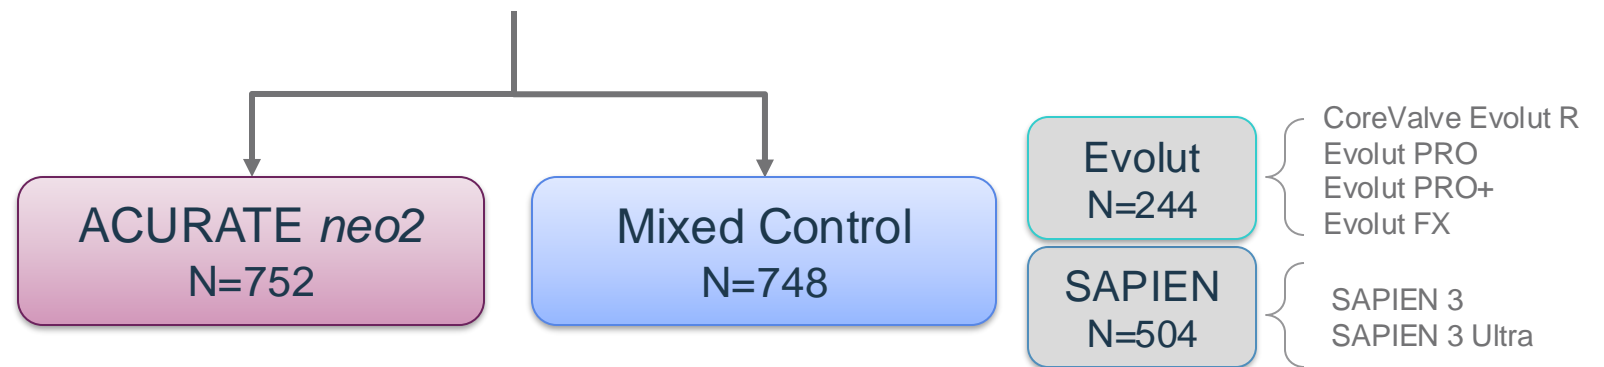 ACURATE neo2
N=752
Mixed Control
N=748
Evolut
N=244
CoreValve Evolut R
Evolut PRO
Evolut PRO+
Evolut FX
SAPIEN
N=504
SAPIEN 3
SAPIEN 3 Ultra